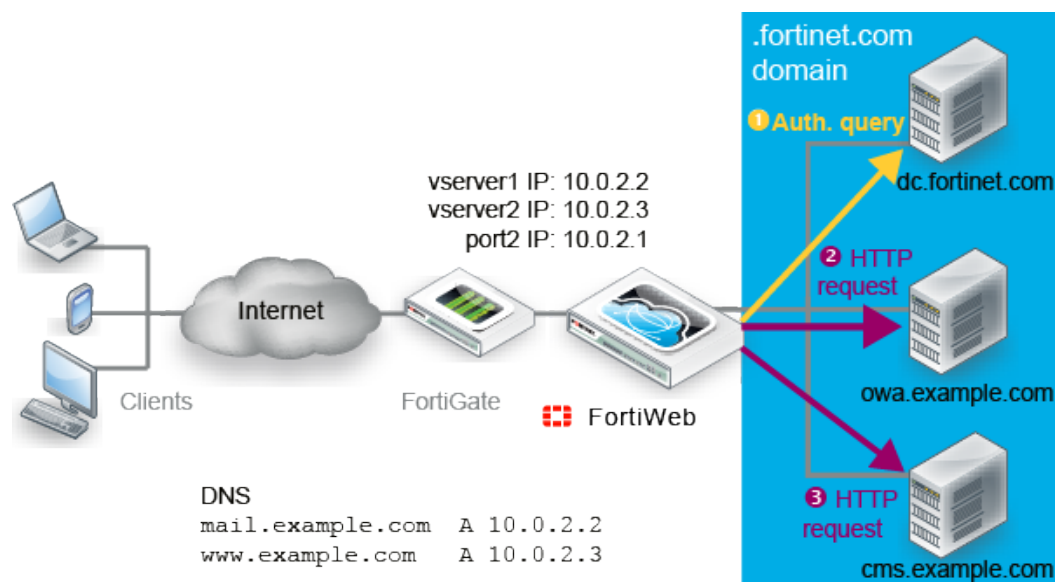 .fortinet.com
domain
1 Auth. query
dc.fortinet.com
vserver1 IP: 10.0.2.2
vserver2 IP: 10.0.2.3
port2 IP: 10.0.2.1
2 HTTP
request
Internet
Clients
FortiGate
FortiWeb
owa.example.com
3 HTTP
request
cms.example.com
DNS
mail.example.com A 10.0.2.2
www.example.com A 10.0.2.3